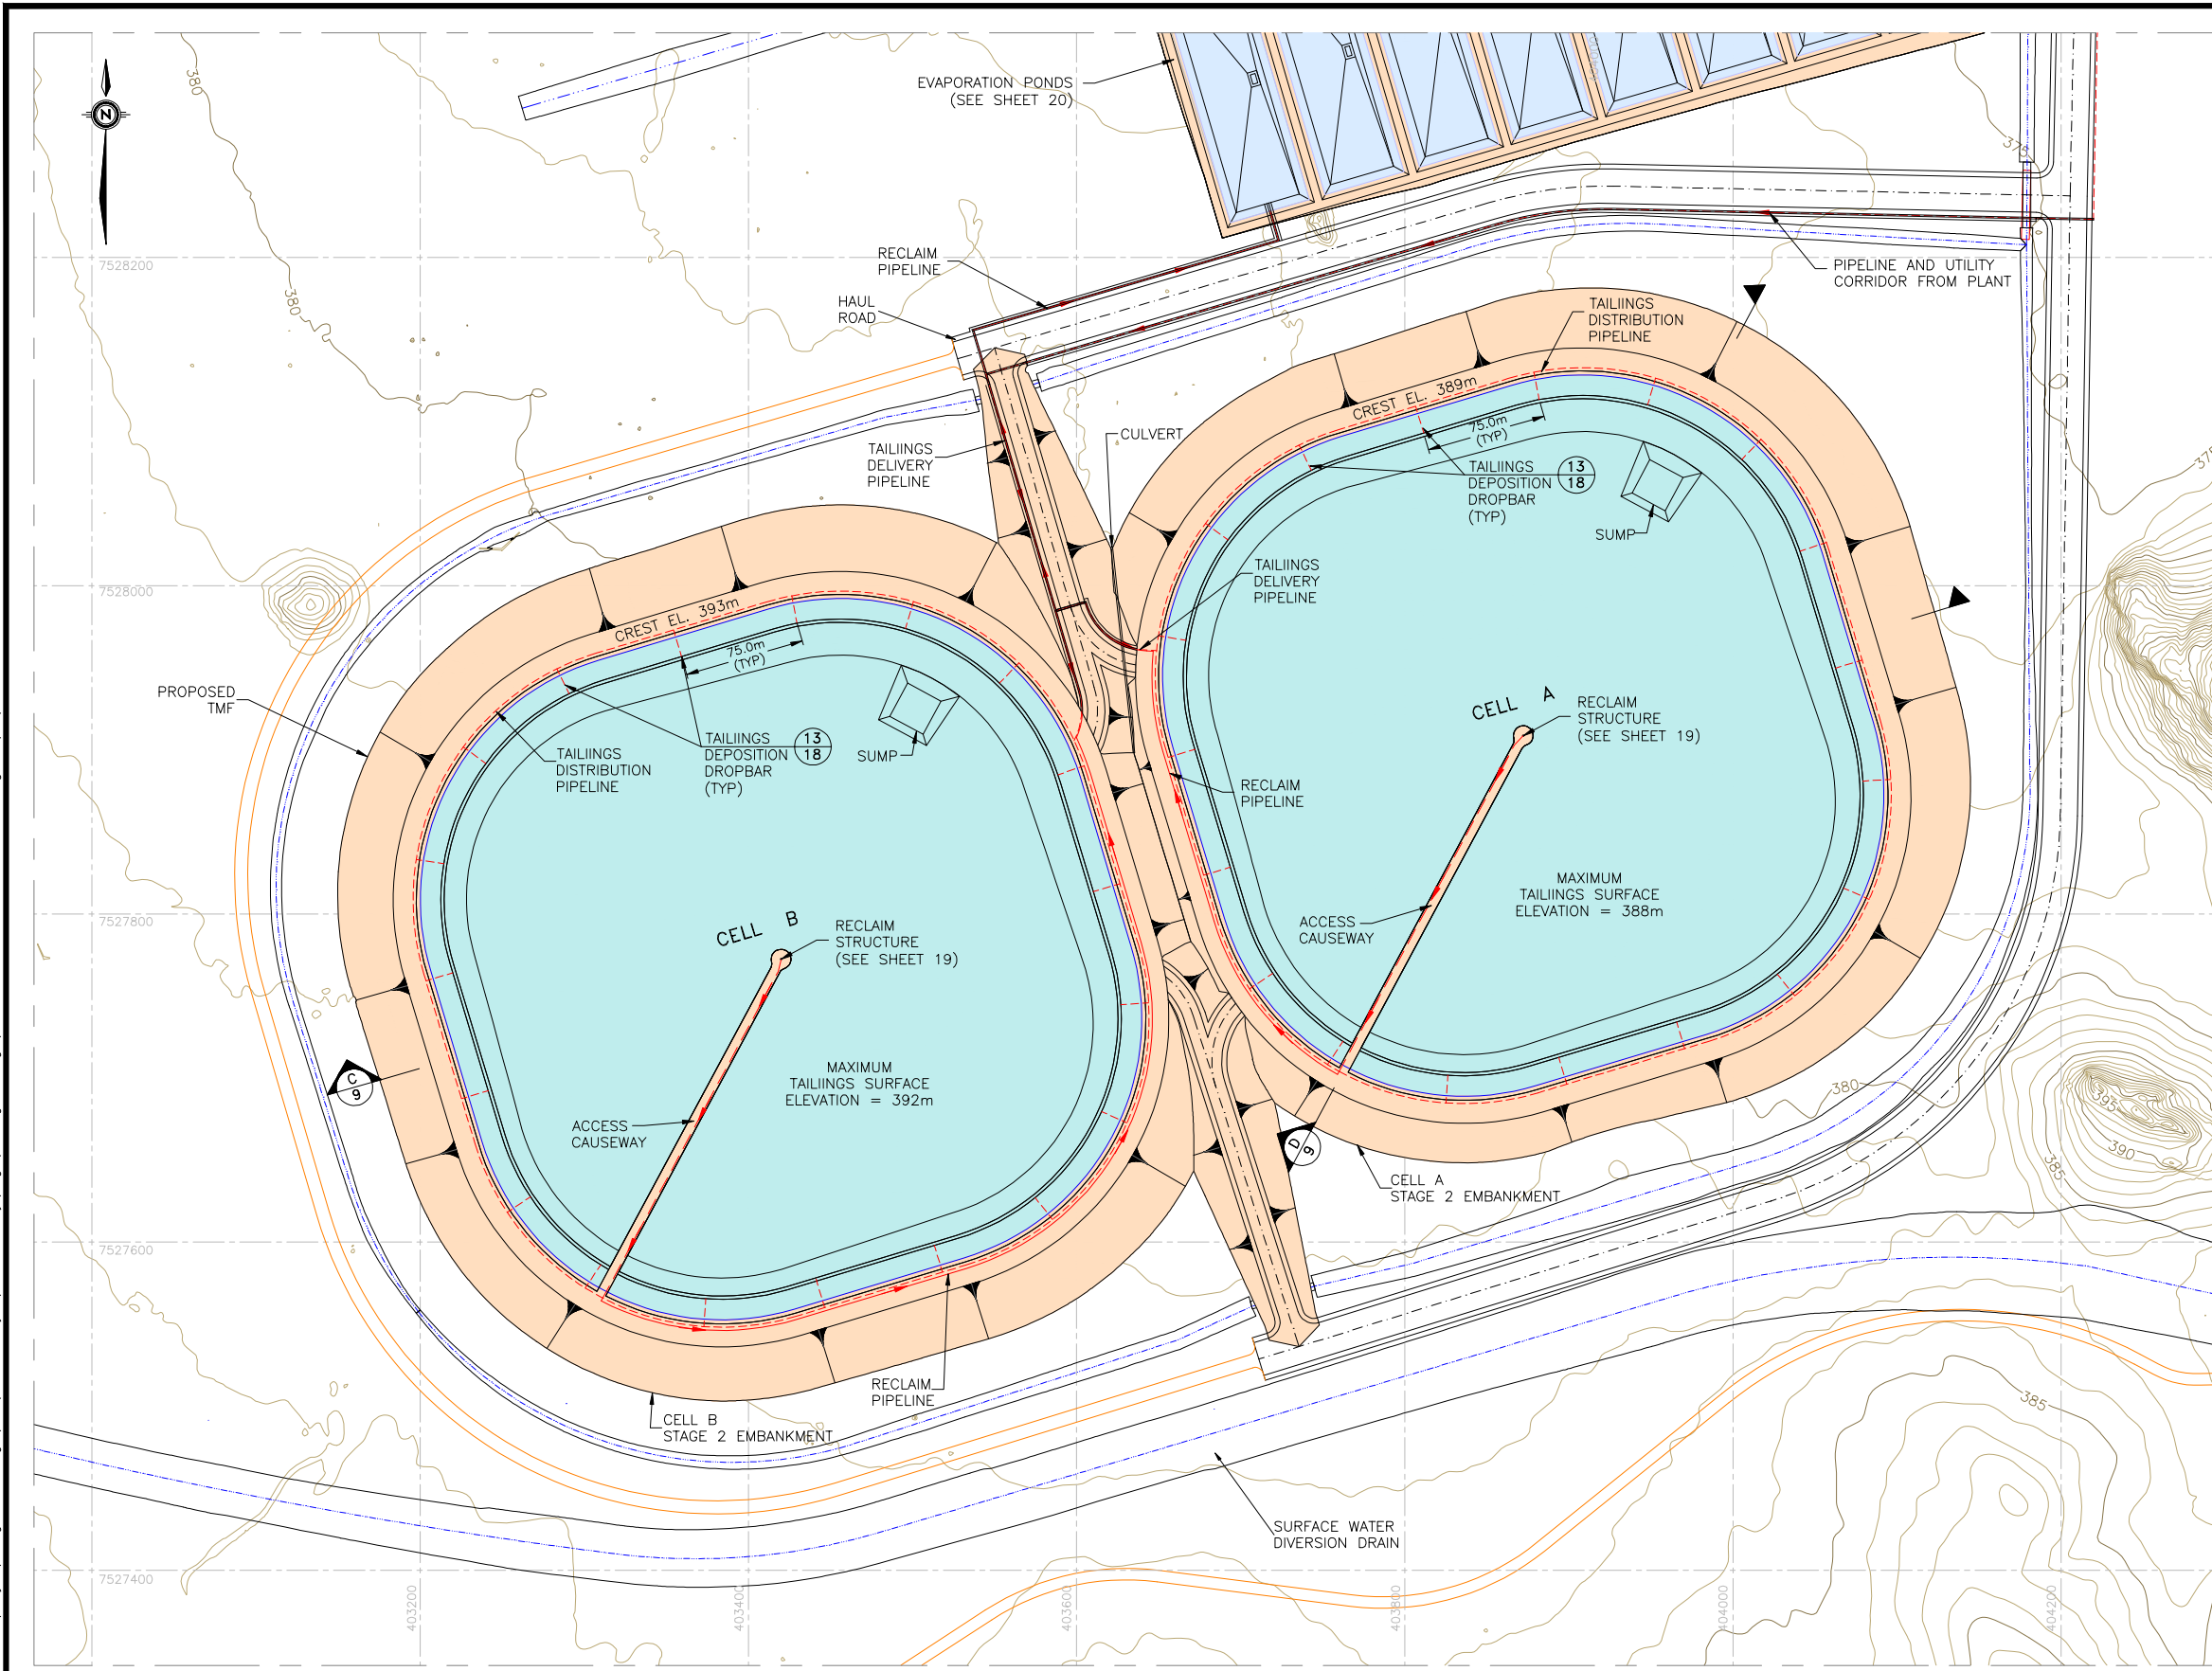 380
EVAPORATION PONDS
(SEE SHEET 20)
N
375
7528200
RECLAIM
PIPELINE
PIPELINE AND UTILITY
CORRIDOR FROM PLANT
380
HAUL
ROAD
TAILIINGS
DISTRIBUTION
PIPELINE
CREST EL. 389m
75.0m
(TYP)
CULVERT
TAILIINGS
DELIVERY
PIPELINE
TAILIINGS
DEPOSITION
DROPBAR
(TYP)
13
18
SUMP
TAILIINGS
DELIVERY
PIPELINE
7528000
CREST EL. 393m
75.0m
(TYP)
PROPOSED
TMF
CELL A
RECLAIM
STRUCTURE
(SEE SHEET 19)
TAILIINGS
DISTRIBUTION
PIPELINE
TAILIINGS
DEPOSITION
DROPBAR
(TYP)
13
18
SUMP
RECLAIM
PIPELINE
MAXIMUM
TAILIINGS SURFACE
ELEVATION = 388m
ACCESS
CAUSEWAY
7527800
CELL B
RECLAIM
STRUCTURE
(SEE SHEET 19)
MAXIMUM
TAILIINGS SURFACE
ELEVATION = 392m
C
9
ACCESS
CAUSEWAY
D
9
380
395
390
385
CELL A
STAGE 2 EMBANKMENT
7527600
RECLAIM
PIPELINE
CELL B
STAGE 2 EMBANKMENT
385
SURFACE WATER
DIVERSION DRAIN
7527400
403200
403400
403600
403800
404000
404200